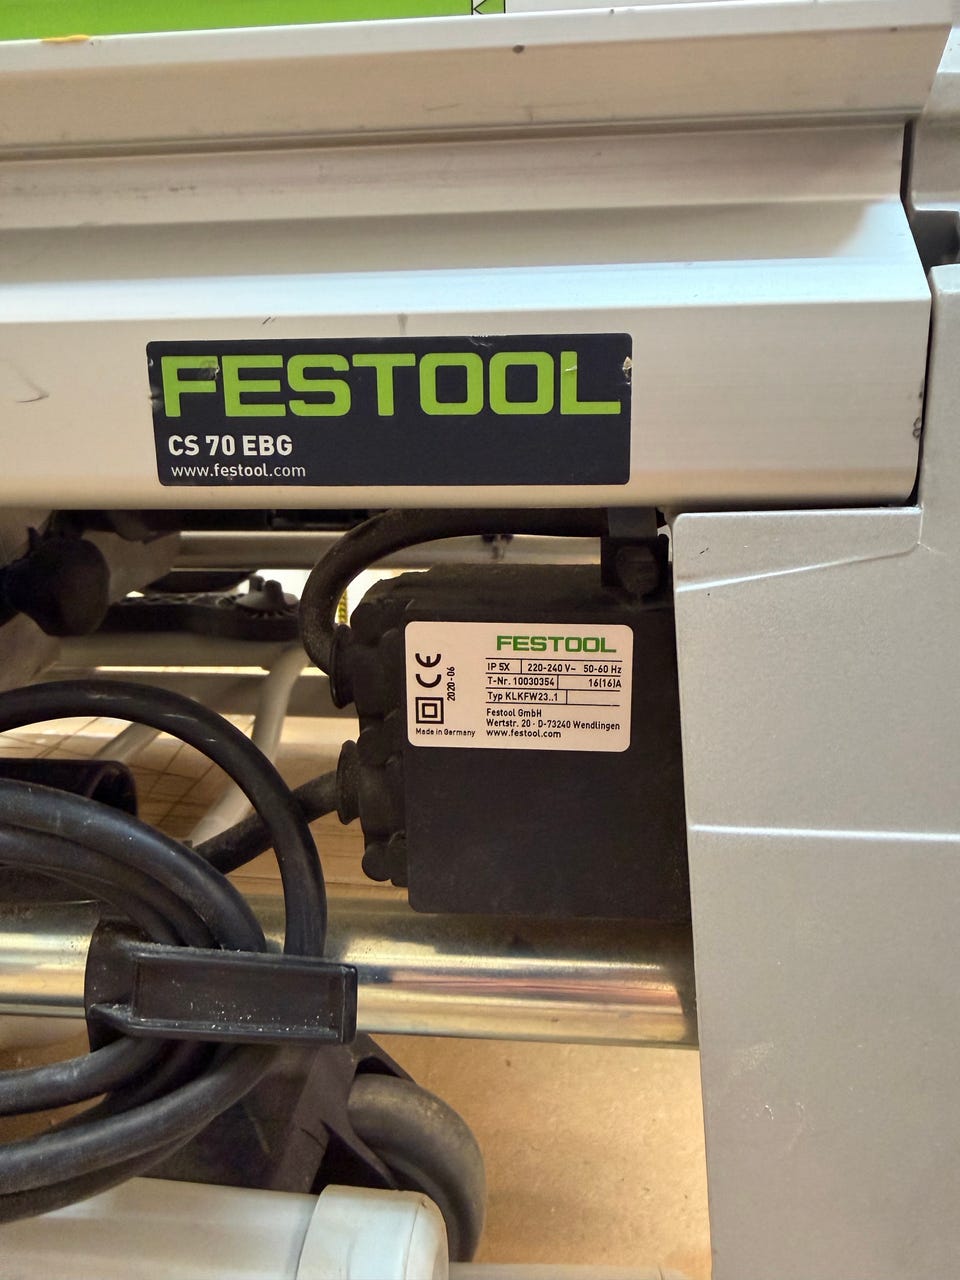 FESTOOL
CS 70 EBG
www.festool.com
FESTOOL
IP 5X 220-240 V~ 50-60 Hz
T-Nr. 10030354 16(16)A
Typ KLKFW23..1
Festool GmbH
Wertstr. 20 · D-73240 Wendlingen
www.festool.com
CE
2020-06
Made in Germany